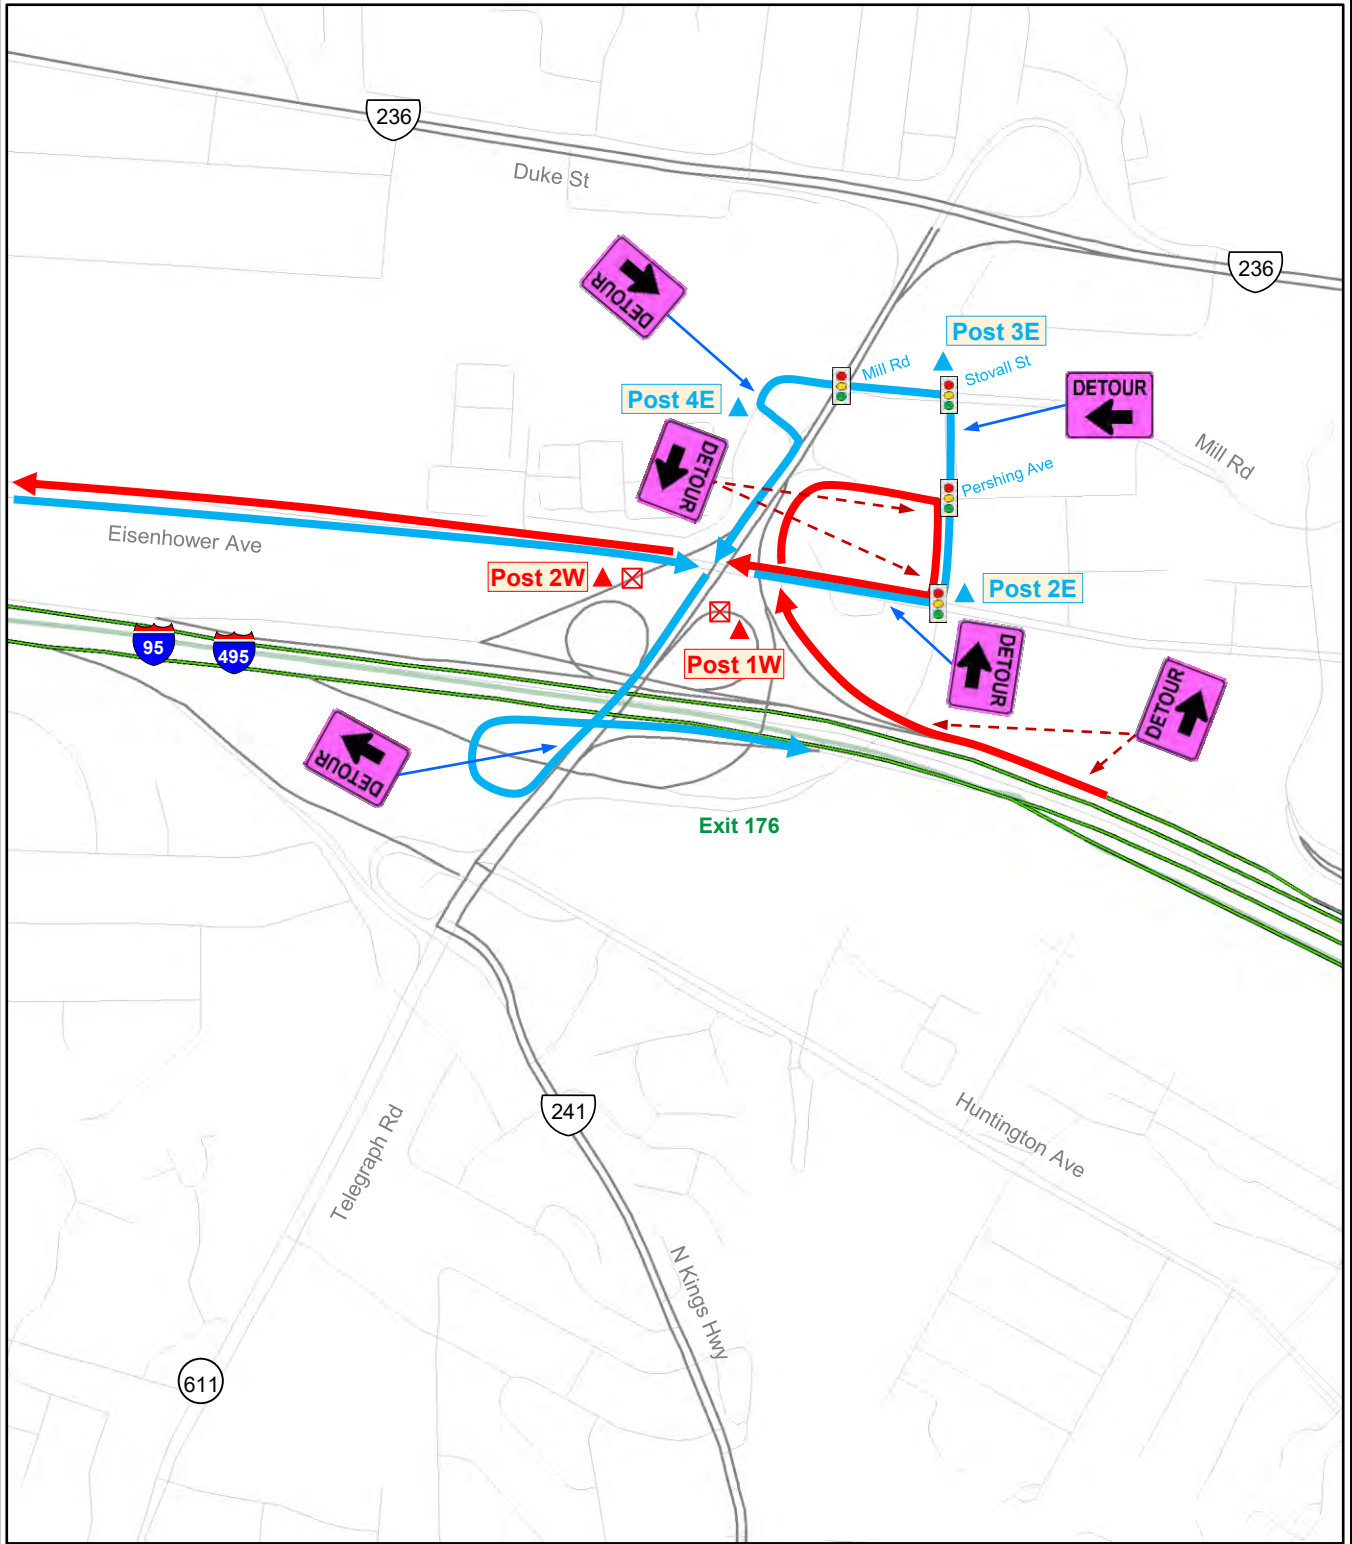 236
Duke St
236
DETOUR
Post 3E
Mill Rd
Stovall St
DETOUR
Post 4E
DETOUR
Mill Rd
Pershing Ave
Eisenhower Ave
Post 2W
Post 2E
95
495
Post 1W
DETOUR
DETOUR
DETOUR
Exit 176
241
Huntington Ave
Telegraph Rd
N Kings Hwy
611